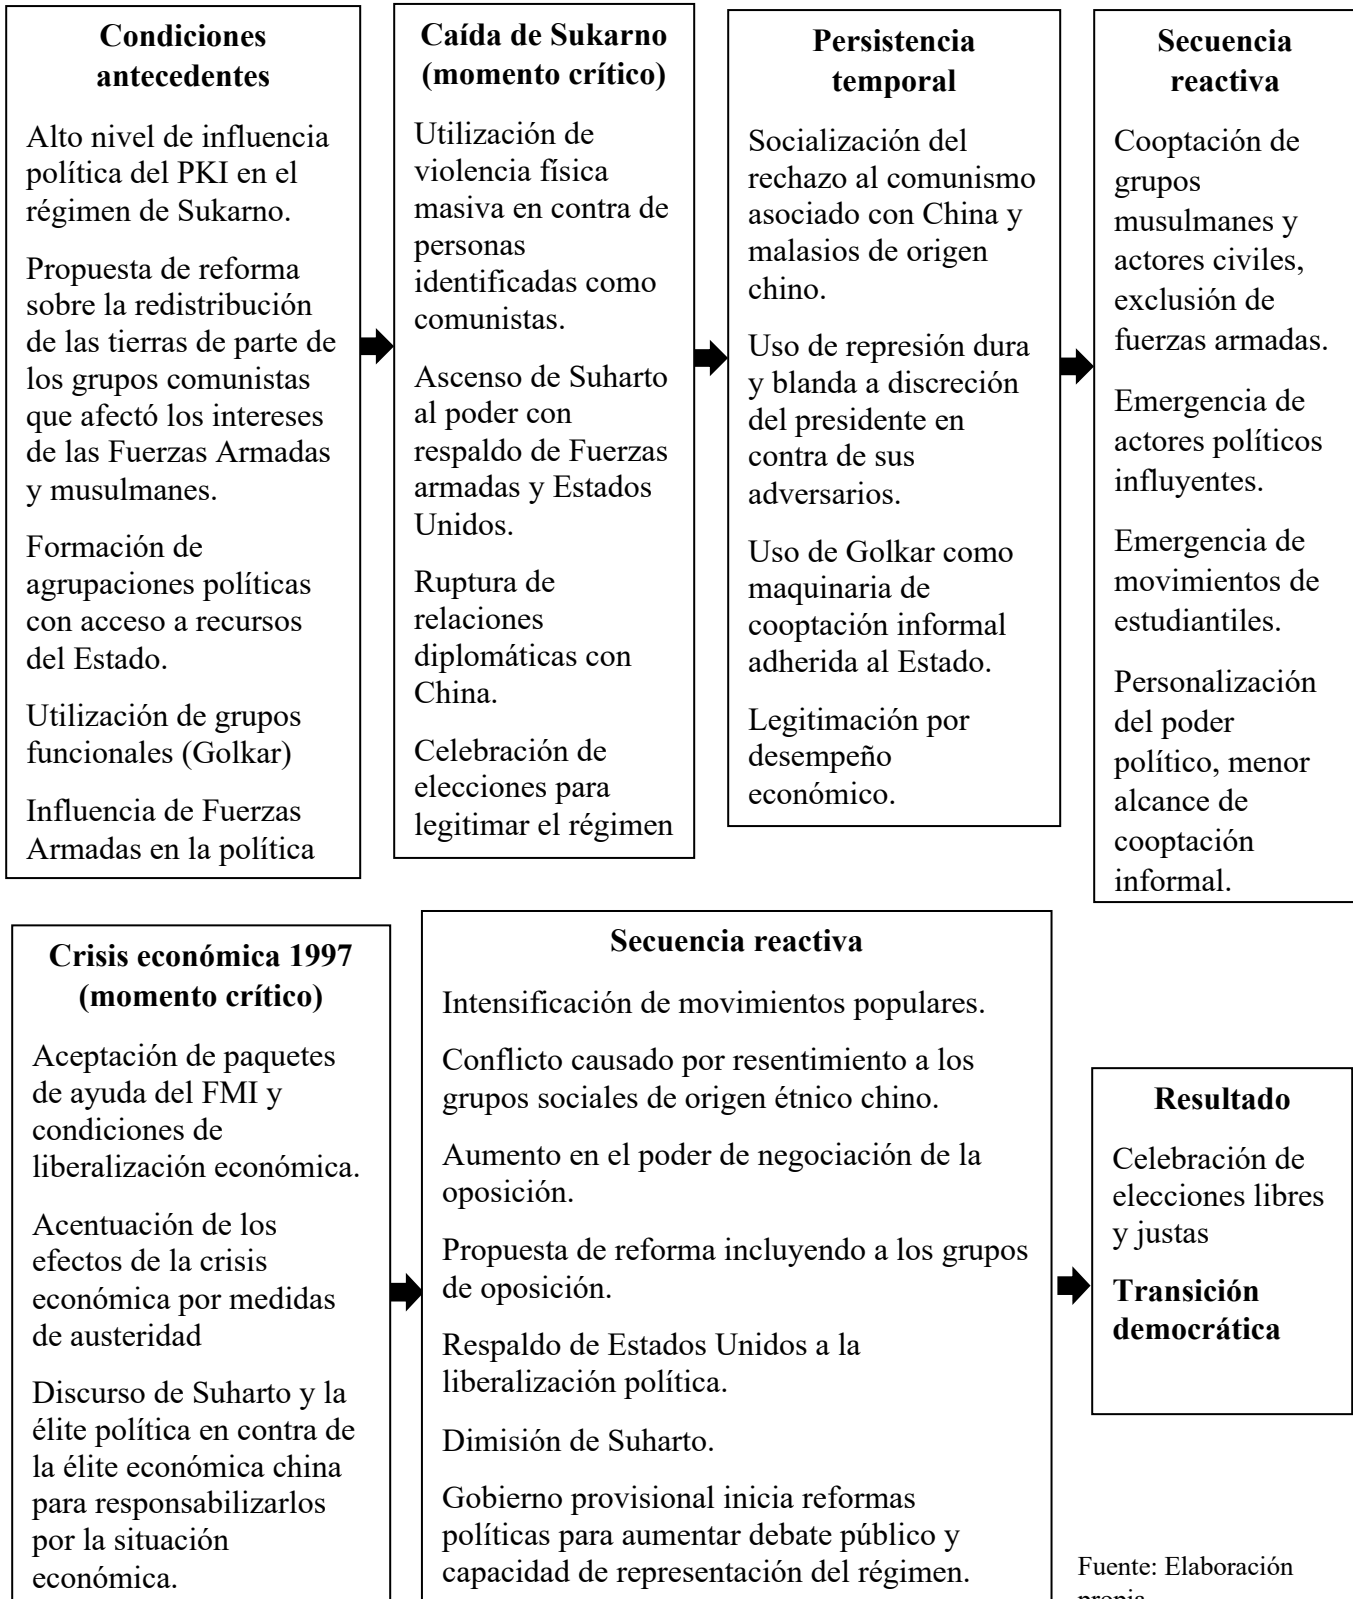 Condiciones
antecedentes
Alto nivel de influencia
política del PKI en el
régimen de Sukarno.
Propuesta de reforma
sobre la redistribución
de las tierras de parte de
los grupos comunistas
que afectó los intereses
de las Fuerzas Armadas
y musulmanes.
Formación de
agrupaciones políticas
con acceso a recursos
del Estado.
Utilización de grupos
funcionales (Golkar)
Influencia de Fuerzas
Armadas en la política
Caída de Sukarno
(momento crítico)
Utilización de
violencia física
masiva en contra de
personas
identificadas como
comunistas.
Ascenso de Suharto
al poder con
respaldo de Fuerzas
armadas y Estados
Unidos.
Ruptura de
relaciones
diplomáticas con
China.
Celebración de
elecciones para
legitimar el régimen
Persistencia
temporal
Socialización del
rechazo al comunismo
asociado con China y
malasios de origen
chino.
Uso de represión dura
y blanda a discreción
del presidente en
contra de sus
adversarios.
Uso de Golkar como
maquinaria de
cooptación informal
adherida al Estado.
Legitimación por
desempeño
económico.
Secuencia
reactiva
Cooptación de
grupos
musulmanes y
actores civiles,
exclusión de
fuerzas armadas.
Emergencia de
actores políticos
influyentes.
Emergencia de
movimientos de
estudiantiles.
Personalización
del poder
político, menor
alcance de
cooptación
informal.
Crisis económica 1997
(momento crítico)
Aceptación de paquetes
de ayuda del FMI y
condiciones de
liberalización económica.
Acentuación de los
efectos de la crisis
económica por medidas
de austeridad
Discurso de Suharto y la
élite política en contra de
la élite económica china
para responsabilizarlos
por la situación
económica.
Secuencia reactiva
Intensificación de movimientos populares.
Conflicto causado por resentimiento a los
grupos sociales de origen étnico chino.
Aumento en el poder de negociación de la
oposición.
Propuesta de reforma incluyendo a los grupos
de oposición.
Respaldo de Estados Unidos a la
liberalización política.
Dimisión de Suharto.
Gobierno provisional inicia reformas
políticas para aumentar debate público y
capacidad de representación del régimen.
Resultado
Celebración de
elecciones libres
y justas
Transición
democrática
Fuente: Elaboración